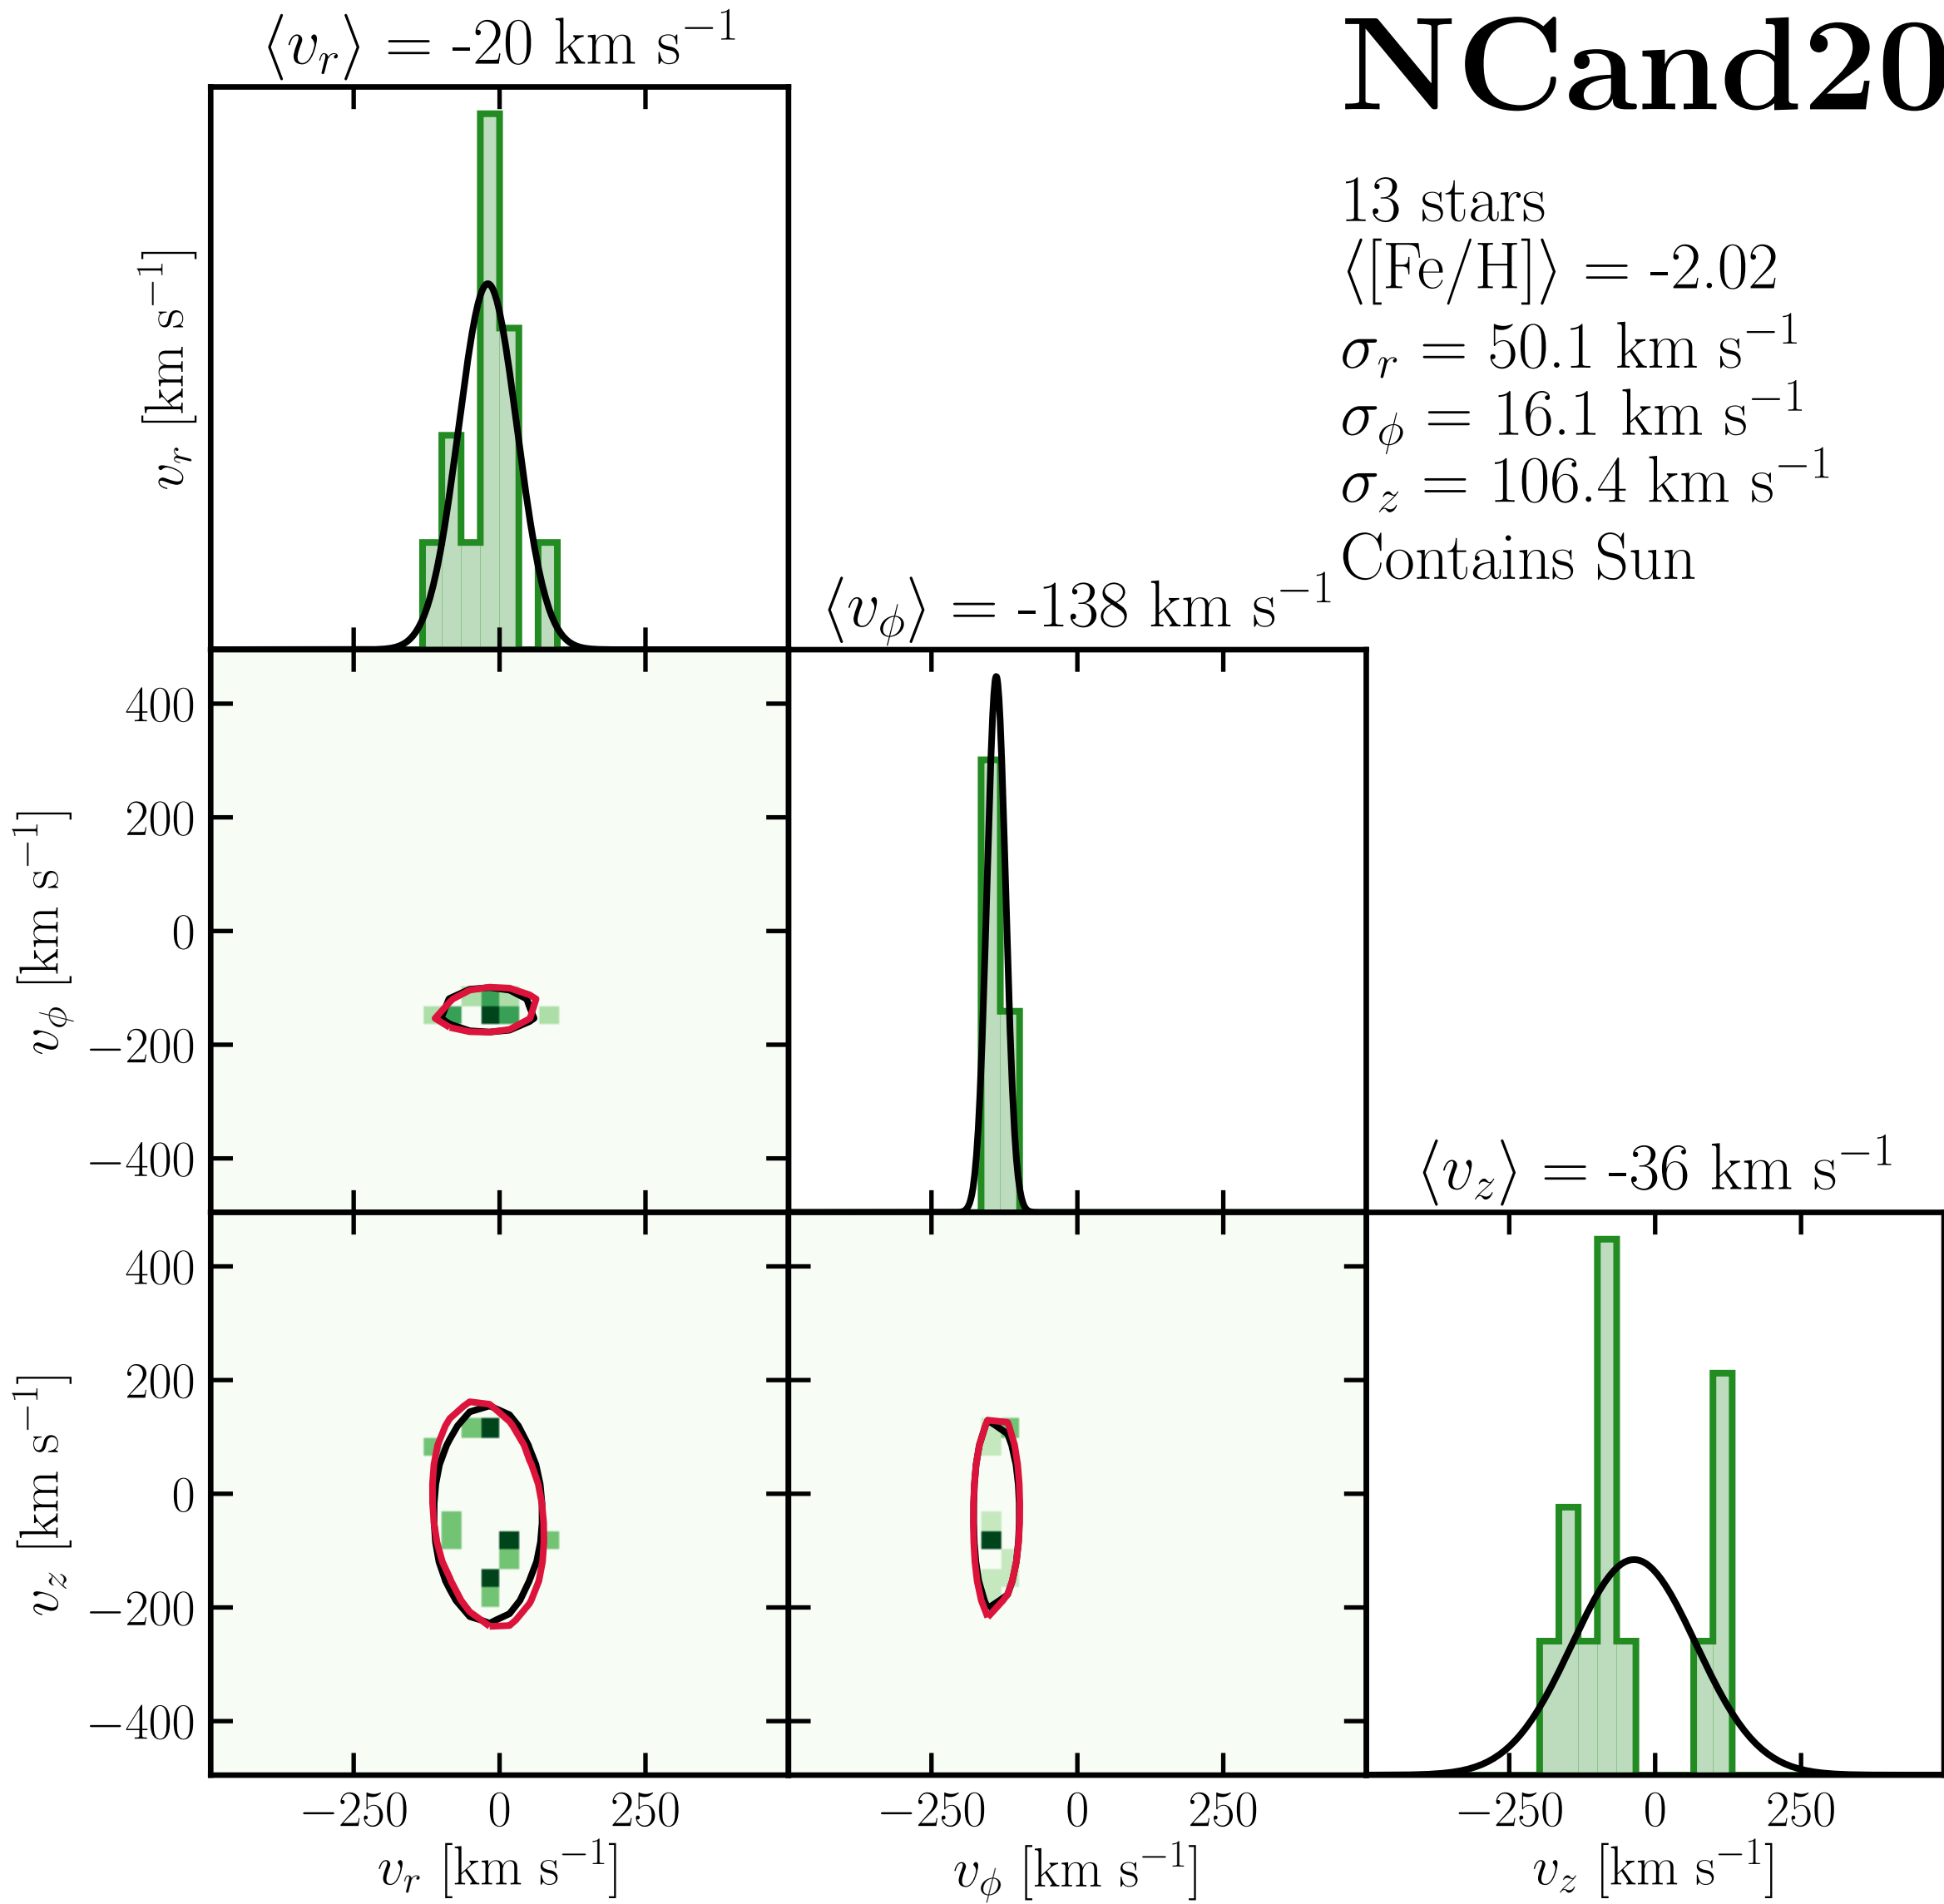 ⟨v_r⟩ = -20 km s⁻¹
NCand20
13 stars
⟨[Fe/H]⟩ = -2.02
σ_r = 50.1 km s⁻¹
σ_ϕ = 16.1 km s⁻¹
σ_z = 106.4 km s⁻¹
Contains Sun
v_r [km s⁻¹]
⟨v_ϕ⟩ = -138 km s⁻¹
400
200
0
−200
−400
v_ϕ [km s⁻¹]
⟨v_z⟩ = -36 km s⁻¹
400
200
0
−200
−400
v_z [km s⁻¹]
−250 0 250
−250 0 250
−250 0 250
v_r [km s⁻¹]
v_ϕ [km s⁻¹]
v_z [km s⁻¹]